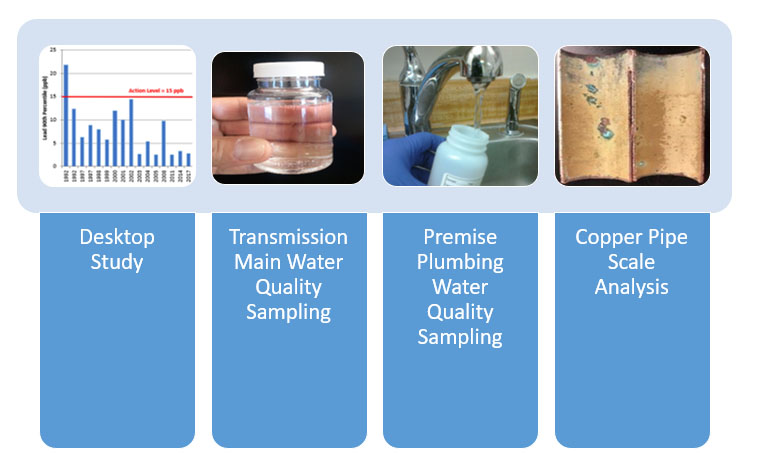 25
20
15
10
5
0
Lead 90th Percentile (ppb)
Action Level = 15 ppb
1992 1992 1997 1997 1998 1999 2000 2001 2002 2003 2004 2005 2008 2011 2014 2017
Desktop
Study
Transmission
Main Water
Quality
Sampling
Premise
Plumbing
Water
Quality
Sampling
Copper Pipe
Scale
Analysis